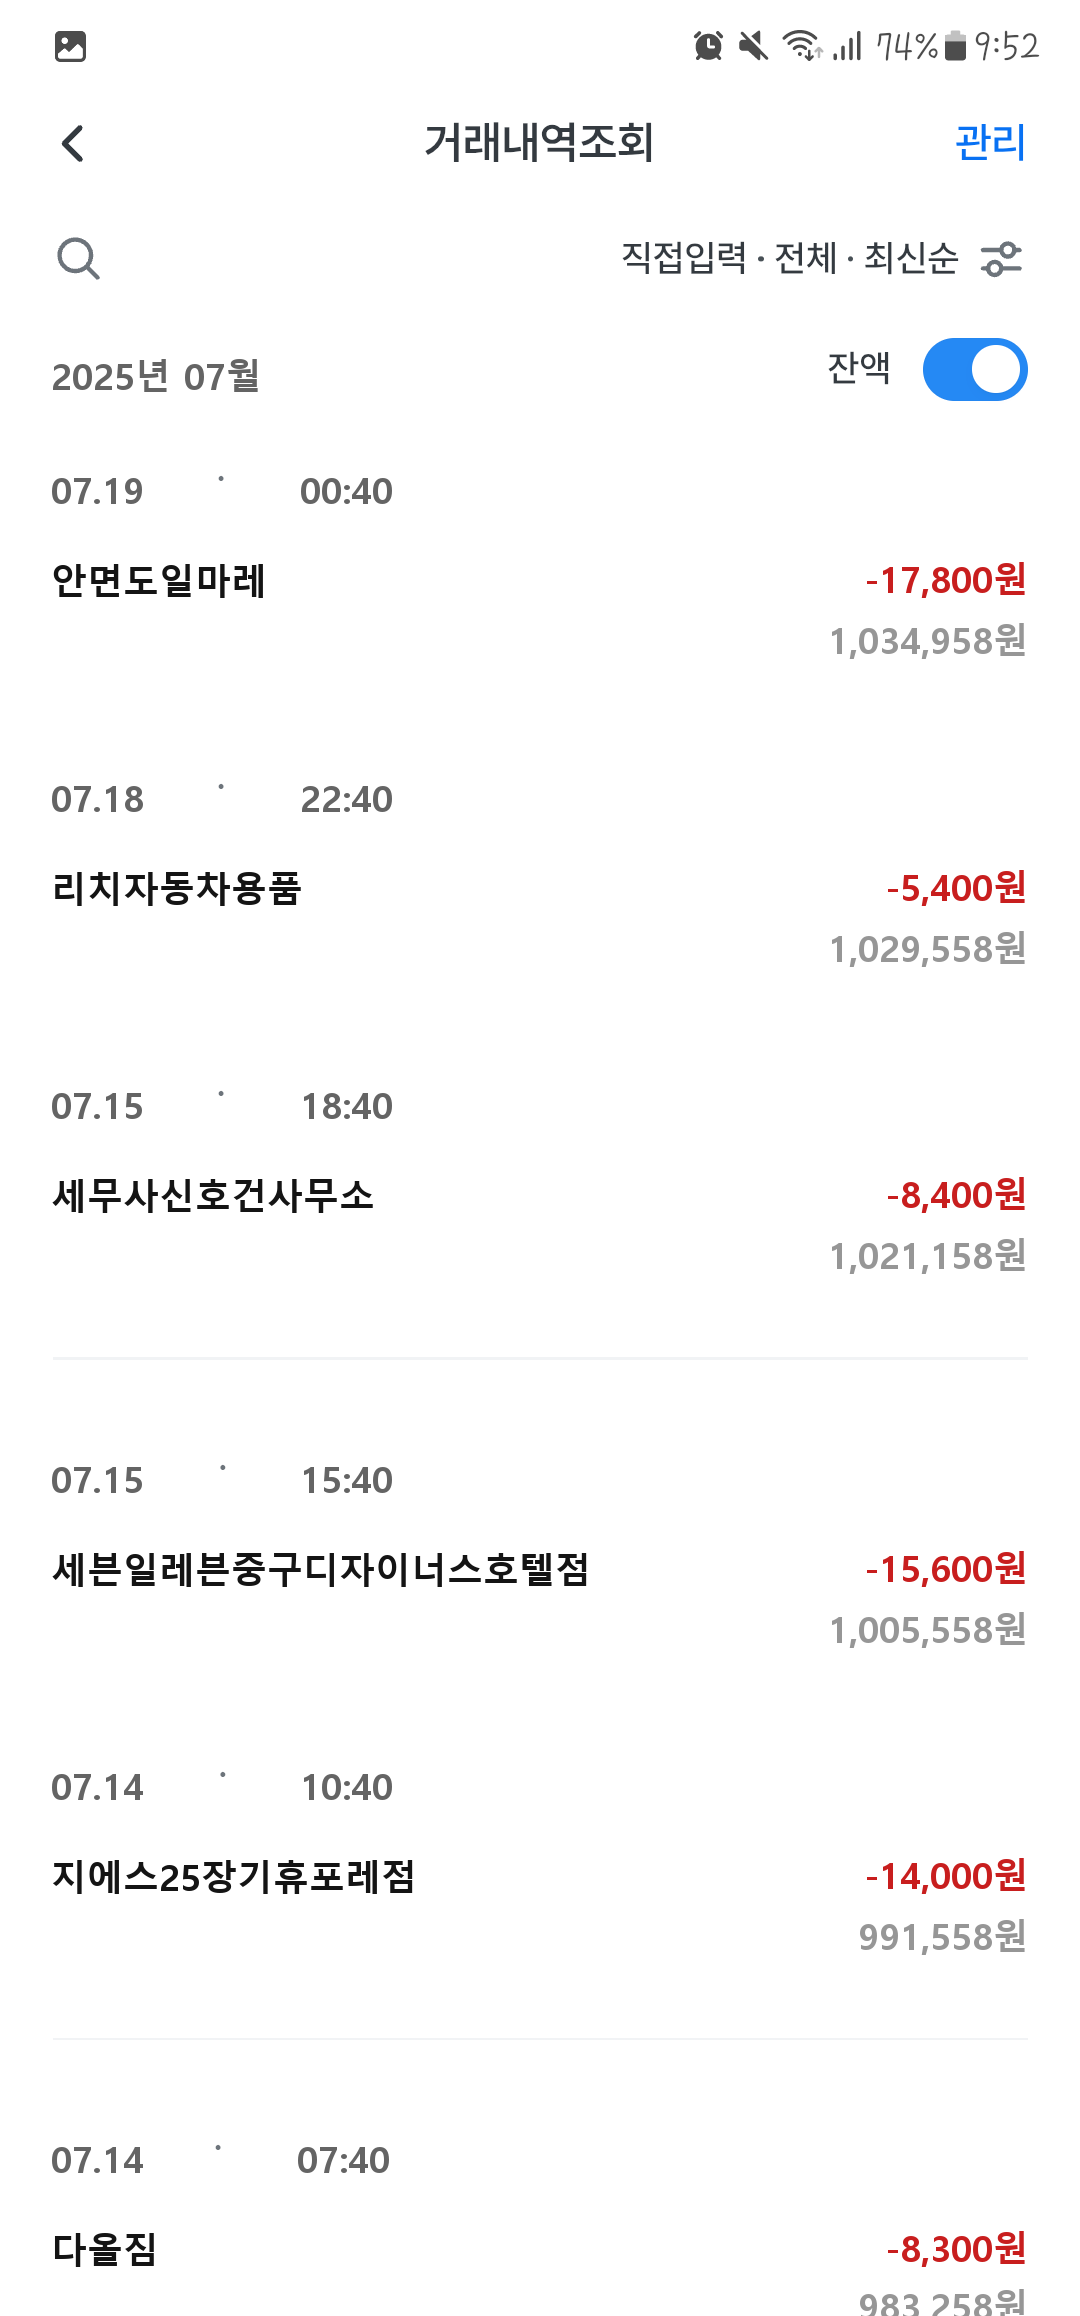 74% 9:52
거래내역조회 관리
직접입력 · 전체 · 최신순
2025년 07월 잔액
07.19 · 00:40
안면도일마레 -17,800원
1,034,958원
07.18 · 22:40
리치자동차용품 -5,400원
1,029,558원
07.15 · 18:40
세무사신호건사무소 -8,400원
1,021,158원
07.15 · 15:40
세븐일레븐중구디자이너스호텔점 -15,600원
1,005,558원
07.14 · 10:40
지에스25장기휴포레점 -14,000원
991,558원
07.14 · 07:40
다올짐 -8,300원
983,258원